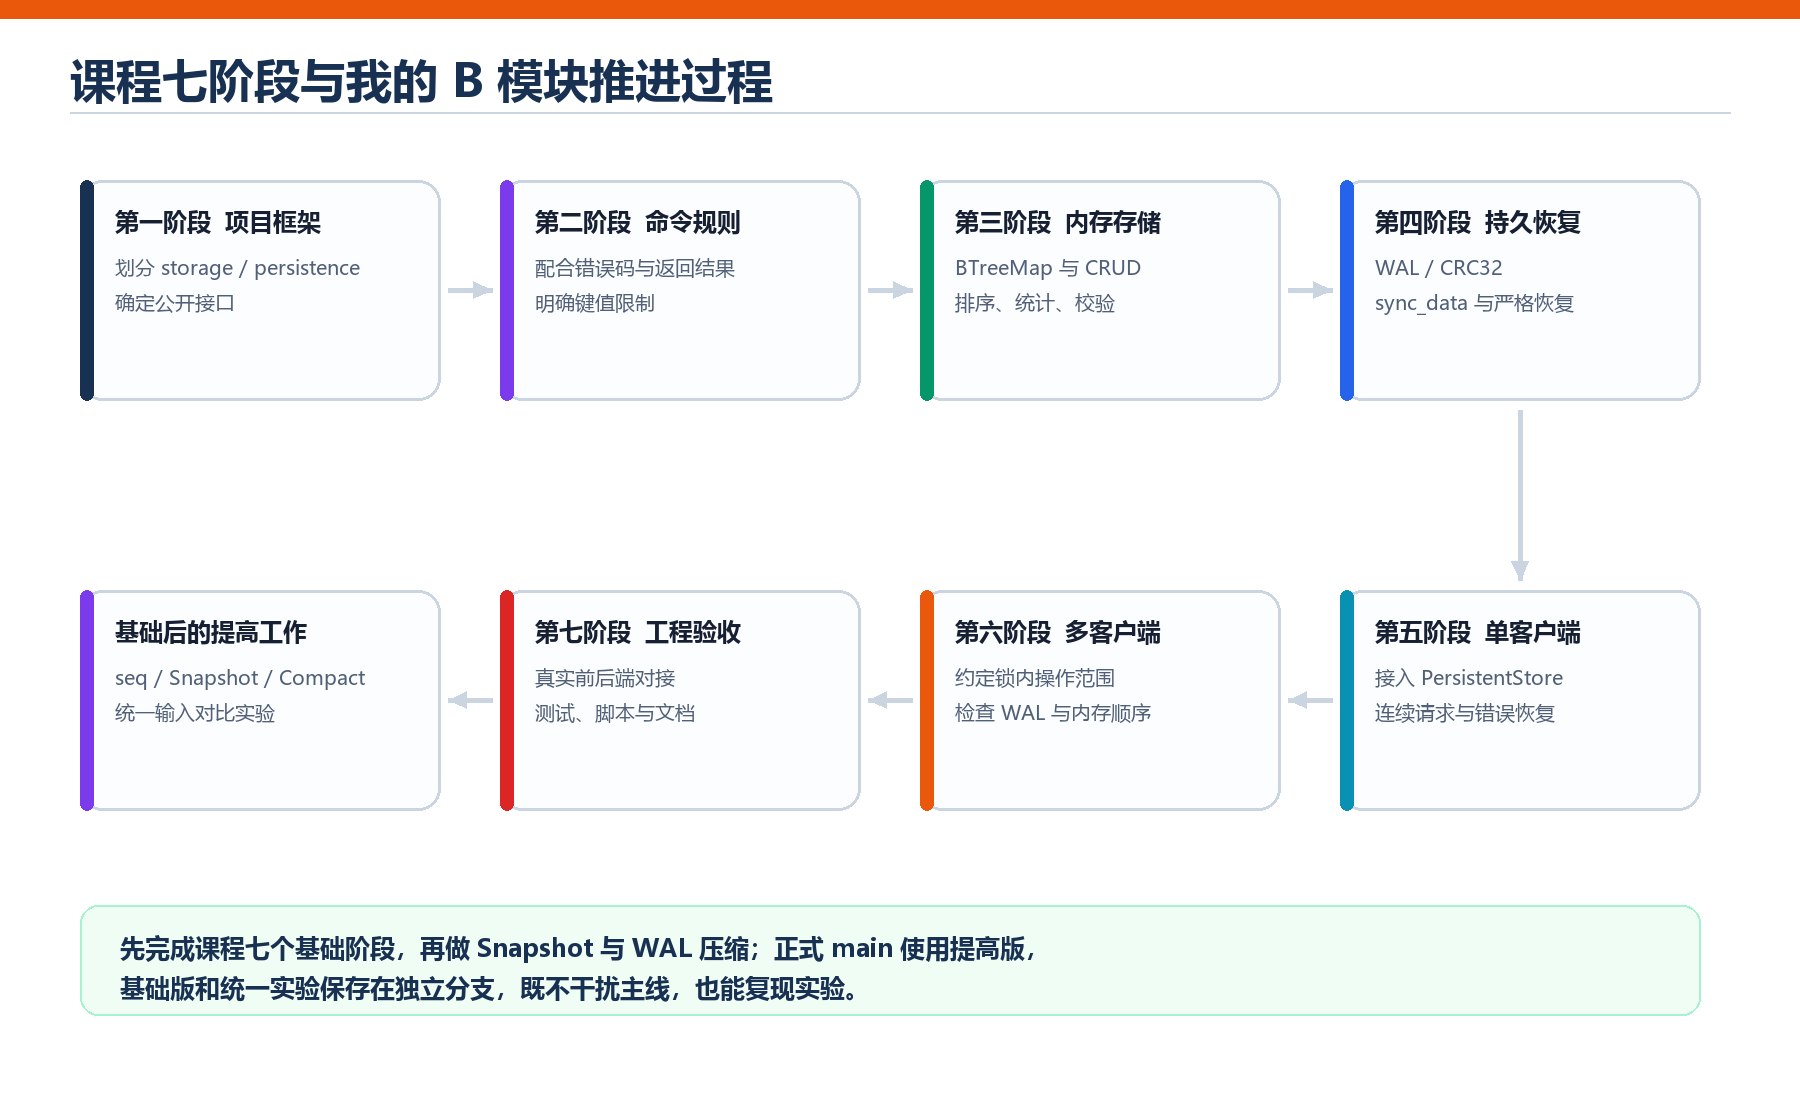 课程七阶段与我的 B 模块推进过程
第一阶段 项目框架
划分 storage / persistence
确定公开接口
第二阶段 命令规则
配合错误码与返回结果
明确键值限制
第三阶段 内存存储
BTreeMap 与 CRUD
排序、统计、校验
第四阶段 持久恢复
WAL / CRC32
sync_data 与严格恢复
第五阶段 单客户端
接入 PersistentStore
连续请求与错误恢复
第六阶段 多客户端
约定锁内操作范围
检查 WAL 与内存顺序
第七阶段 工程验收
真实前后端对接
测试、脚本与文档
基础后的提高工作
seq / Snapshot / Compact
统一输入对比实验
先完成课程七个基础阶段，再做 Snapshot 与 WAL 压缩；正式 main 使用提高版，
基础版和统一实验保存在独立分支，既不干扰主线，也能复现实验。